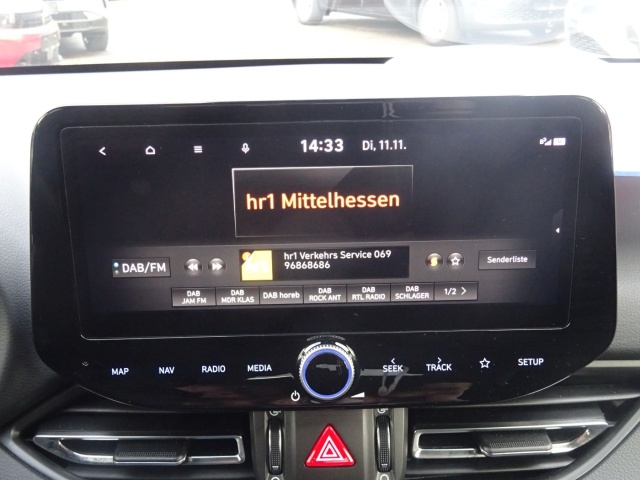 14:33 Di, 11.11.
hr1 Mittelhessen
DAB/FM
hr1 Verkehrs Service 069
96868686
Senderliste
DAB JAM FM
DAB MDR KLAS
DAB horeb
DAB ROCK ANT
DAB RTL RADIO
DAB SCHLAGER
1/2
MAP NAV RADIO MEDIA SEEK TRACK SETUP